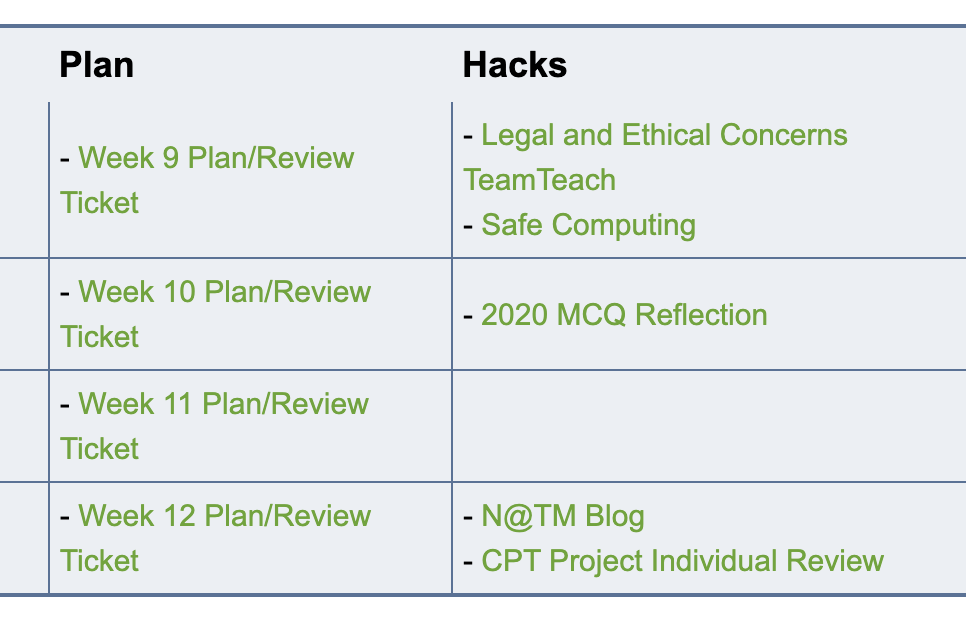 Plan
Hacks
- Week 9 Plan/Review
Ticket
- Legal and Ethical Concerns
TeamTeach
- Safe Computing
- Week 10 Plan/Review
Ticket
- 2020 MCQ Reflection
- Week 11 Plan/Review
Ticket
- Week 12 Plan/Review
Ticket
- N@TM Blog
- CPT Project Individual Review